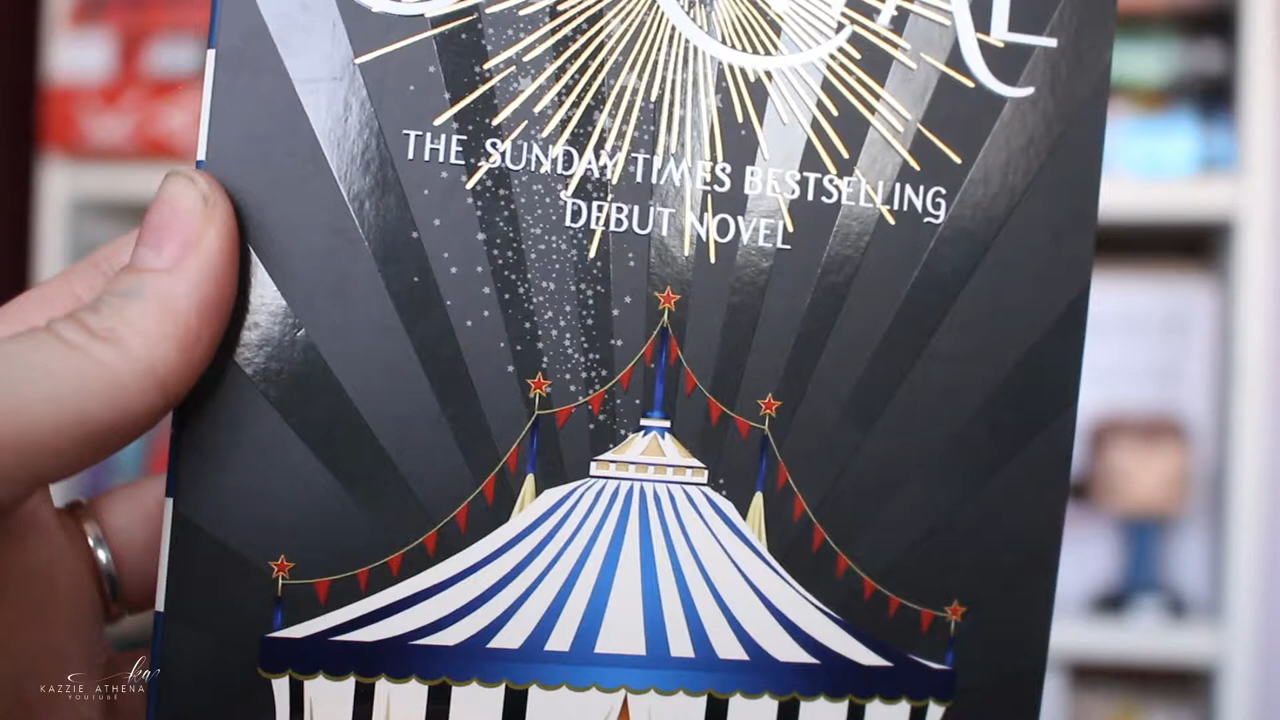 THE SUNDAY TIMES BESTSELLING
DEBUT NOVEL
KAZZIE ATHENA
YOUTUBE